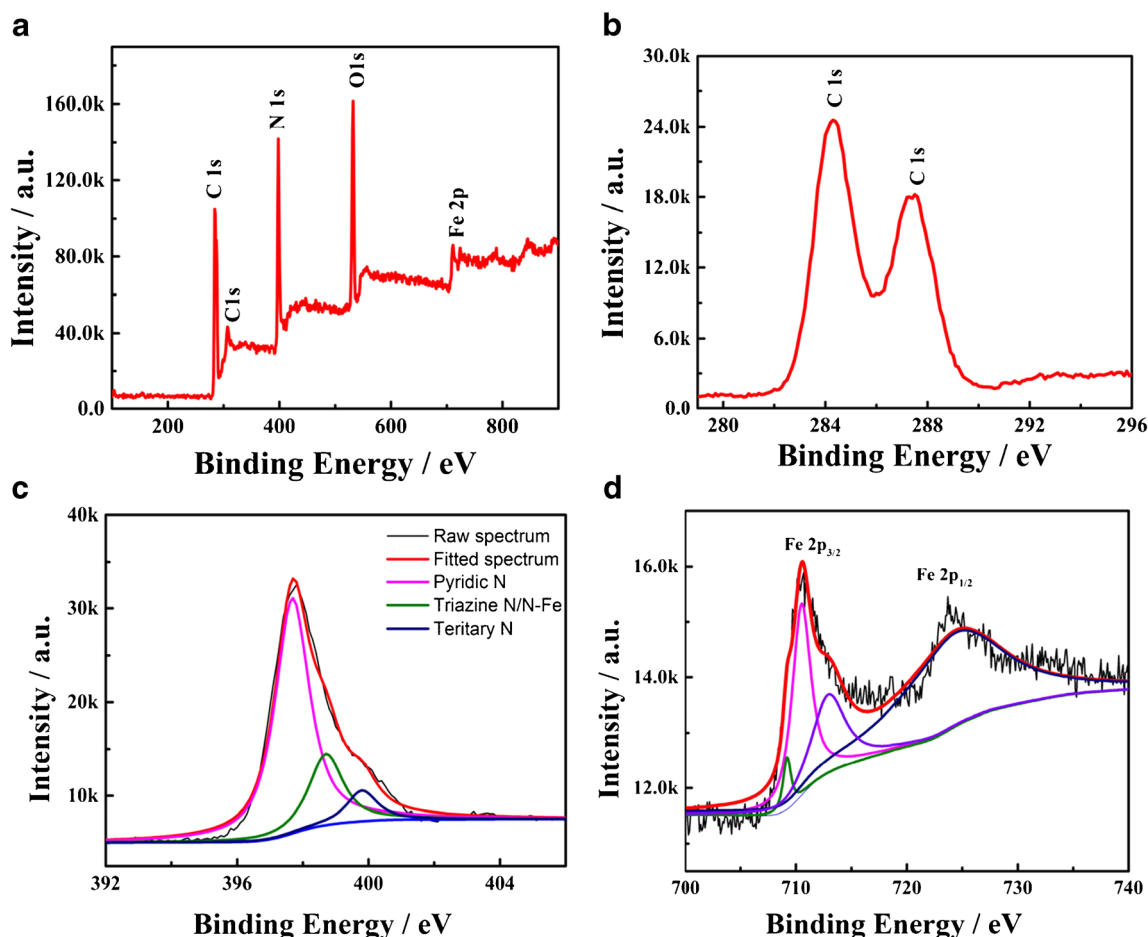 a
Intensity / a.u.
160.0k
120.0k
80.0k
40.0k
0.0
C 1s
C1s
N 1s
O1s
Fe 2p
200
400
600
800
Binding Energy / eV
b
Intensity / a.u.
30.0k
24.0k
18.0k
12.0k
6.0k
0.0
C 1s
C 1s
280
284
288
292
296
Binding Energy / eV
c
Intensity / a.u.
40k
30k
20k
10k
Raw spectrum
Fitted spectrum
Pyridic N
Triazine N/N-Fe
Teritary N
392
396
400
404
Binding Energy / eV
d
Intensity / a.u.
16.0k
14.0k
12.0k
Fe 2p3/2
Fe 2p1/2
700
710
720
730
740
Binding Energy / eV